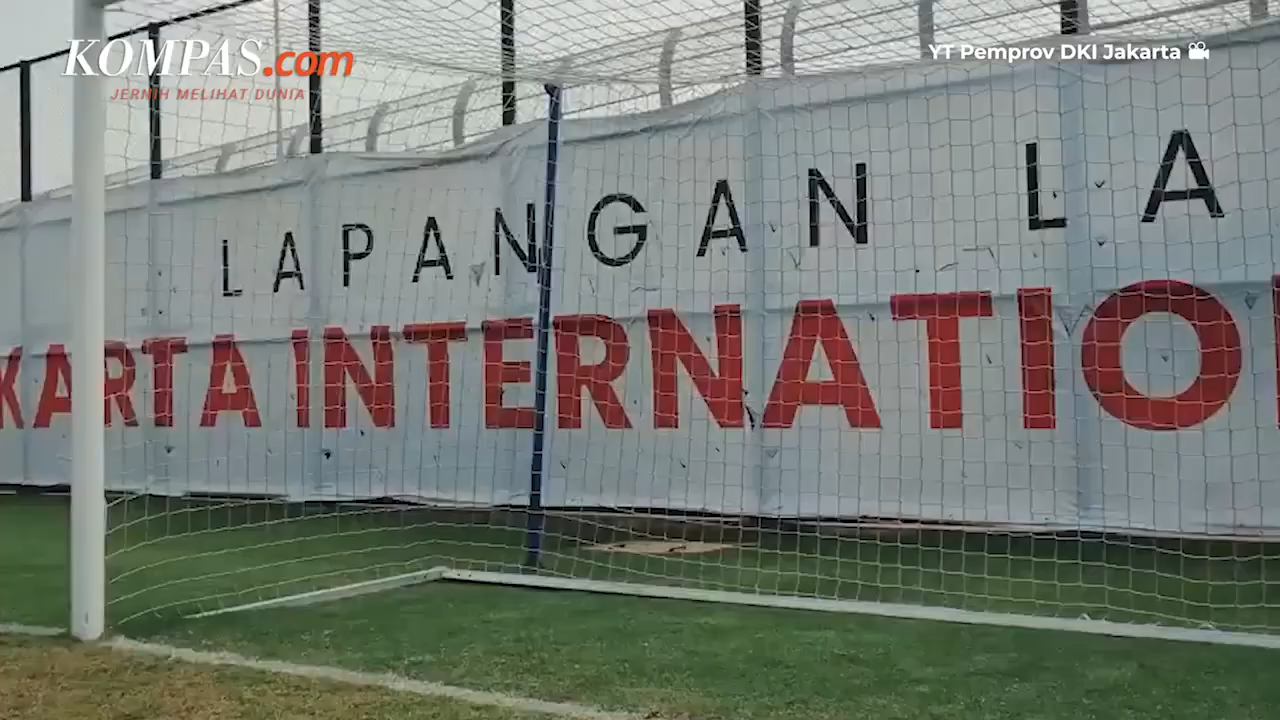 KOMPAS.com
JERNIH MELIHAT DUNIA
YT Pemprov DKI Jakarta
LAPANGAN LA
KARTA INTERNATIO